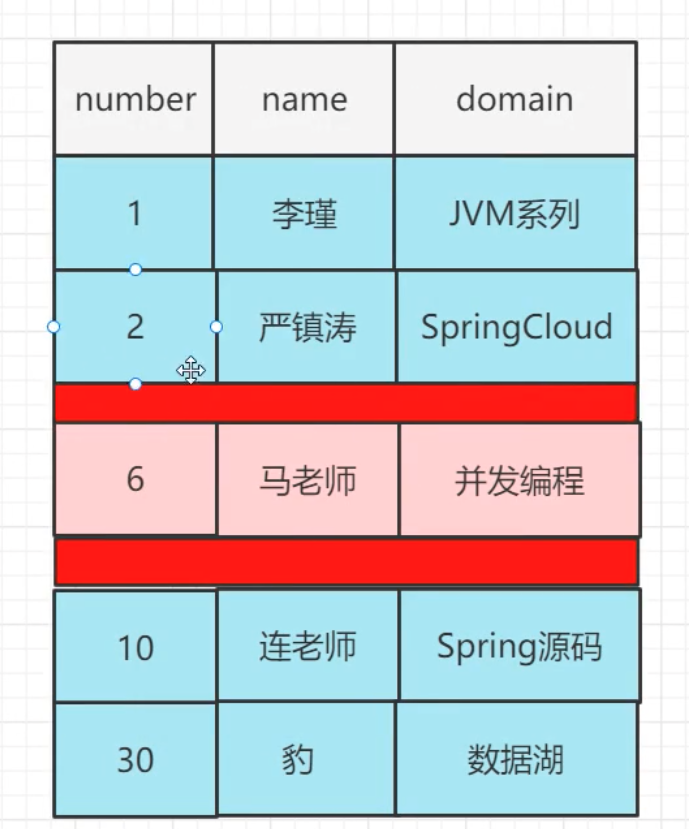 number name domain
1 李瑾 JVM系列
2 严镇涛 SpringCloud
6 马老师 并发编程
10 连老师 Spring源码
30 豹 数据湖